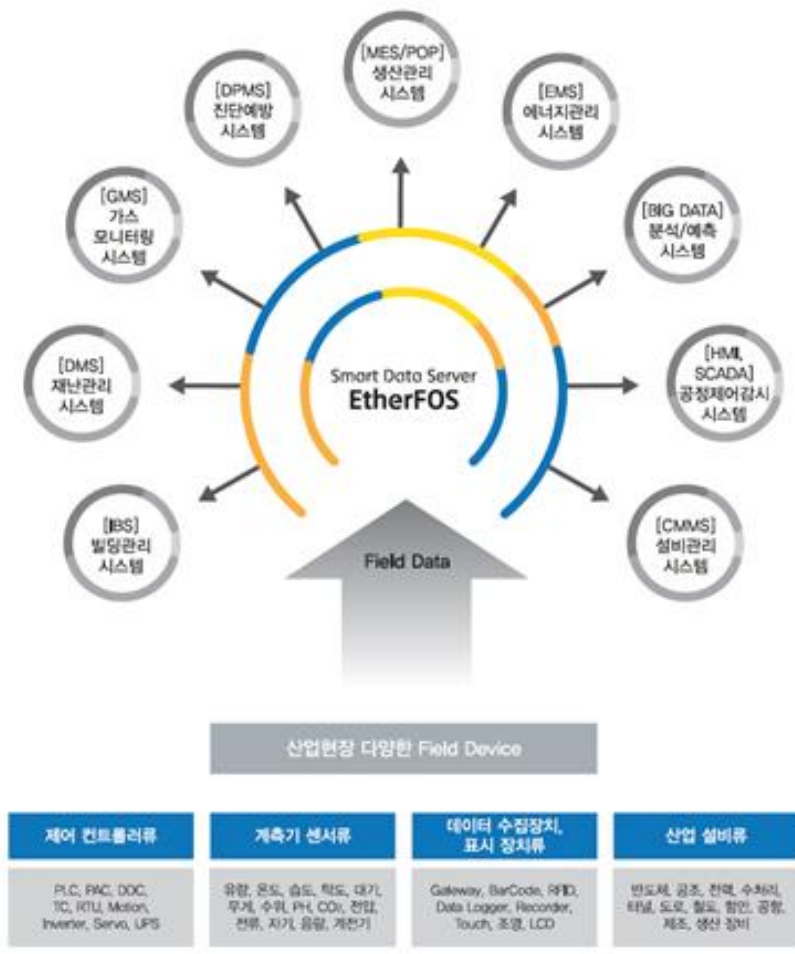 [MES/POP]
생산관리
시스템
[DPMS]
진단예방
시스템
[EMS]
에너지관리
시스템
[GMS]
가스
모니터링
시스템
[BIG DATA]
분석/예측
시스템
[DMS]
재난관리
시스템
[HMI,
SCADA]
공정제어감시
시스템
[IBS]
빌딩관리
시스템
[CMMS]
설비관리
시스템
Smart Data Server
EtherFOS
Field Data
산업현장 다양한 Field Device
제어 컨트롤러류
PLC, PAC, DDC,
TC, RTU, Motion,
Inverter, Servo, UPS
계측기 센서류
유량, 온도, 습도, 탁도, 대기,
무게, 수위, PH, CO₂, 전압,
전류, 자기, 음량, 계전기
데이터 수집장치,
표시 장치류
Gateway, BarCode, RFID,
Data Logger, Recorder,
Touch, 조명, LCD
산업 설비류
반도체, 공조, 전력, 수처리,
터널, 도로, 철도, 항만, 공항,
제조, 생산 장비